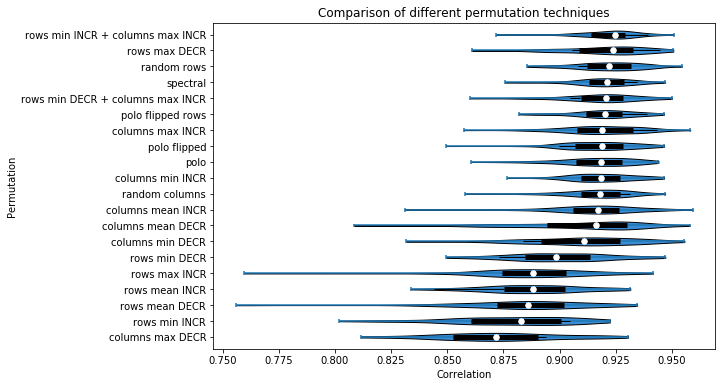 Comparison of different permutation techniques
Permutation
rows min INCR + columns max INCR
rows max DECR
random rows
spectral
rows min DECR + columns max INCR
polo flipped rows
columns max INCR
polo flipped
polo
columns min INCR
random columns
columns mean INCR
columns mean DECR
columns min DECR
rows min DECR
rows max INCR
rows mean INCR
rows mean DECR
rows min INCR
columns max DECR
0.750 0.775 0.800 0.825 0.850 0.875 0.900 0.925 0.950
Correlation